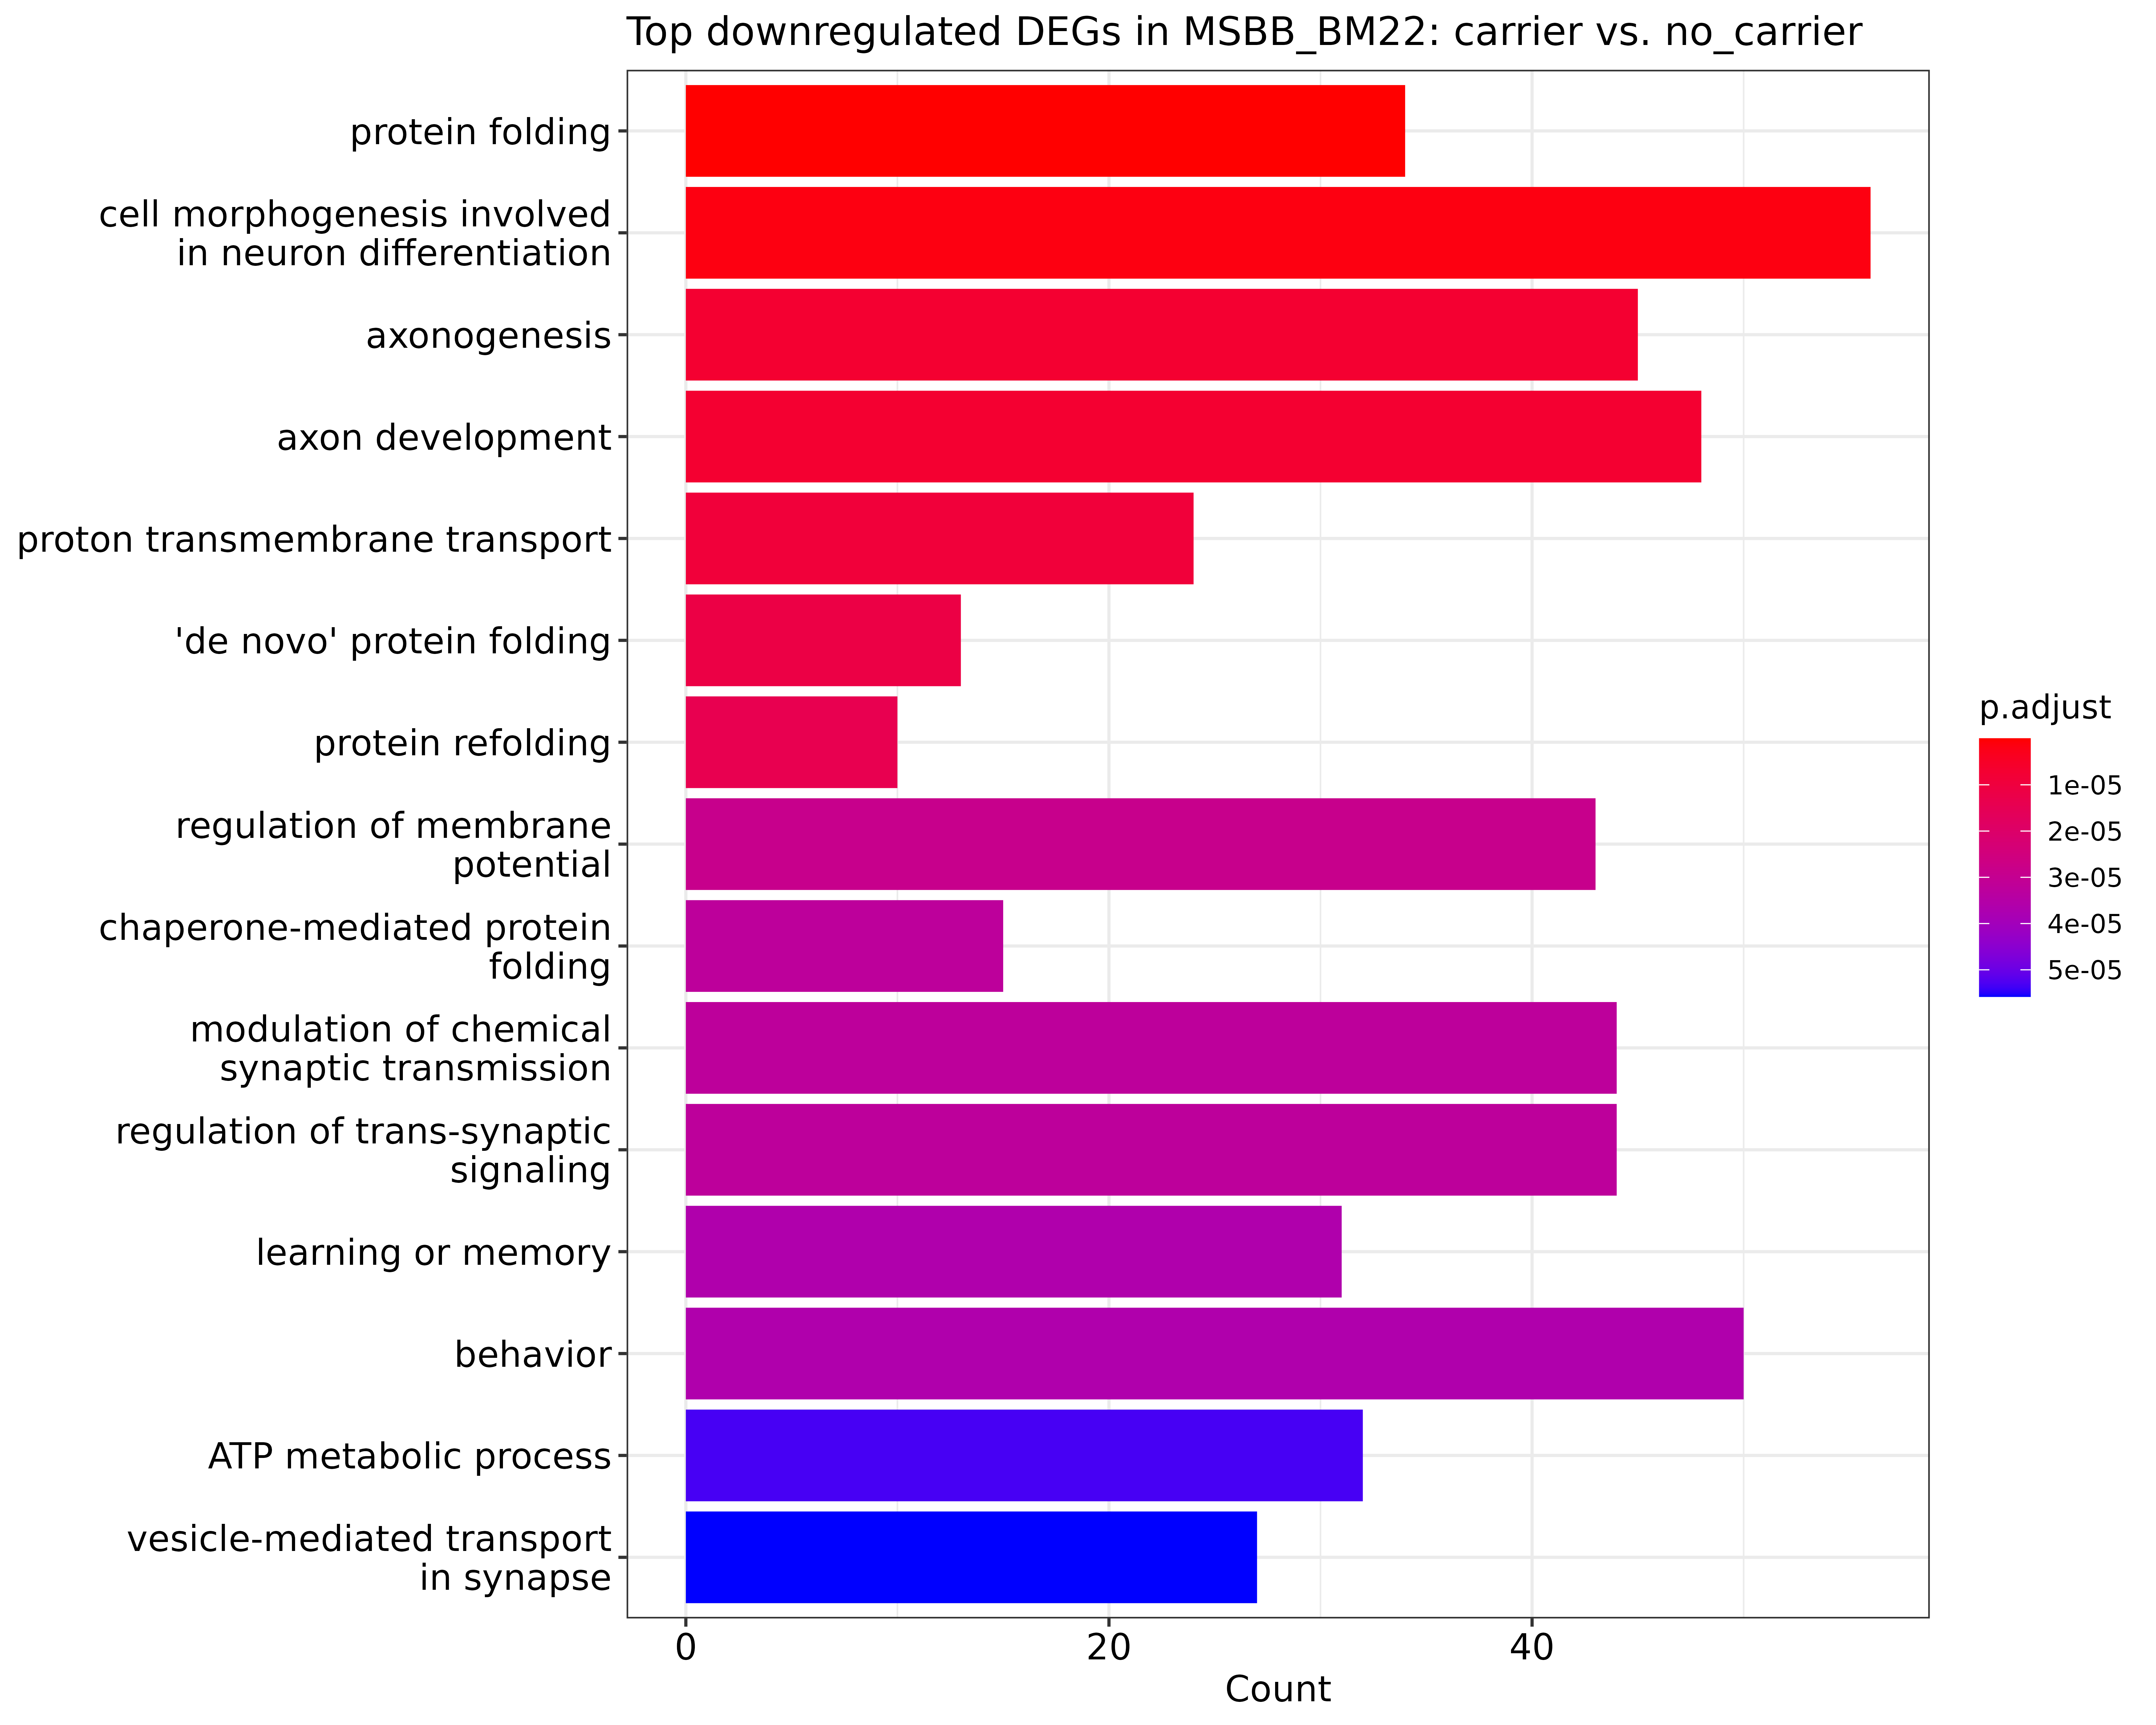 Top downregulated DEGs in MSBB_BM22: carrier vs. no_carrier
protein folding
cell morphogenesis involved
in neuron differentiation
axonogenesis
axon development
proton transmembrane transport
'de novo' protein folding
protein refolding
regulation of membrane
potential
chaperone-mediated protein
folding
modulation of chemical
synaptic transmission
regulation of trans-synaptic
signaling
learning or memory
behavior
ATP metabolic process
vesicle-mediated transport
in synapse
0 20 40
Count
p.adjust
1e-05
2e-05
3e-05
4e-05
5e-05